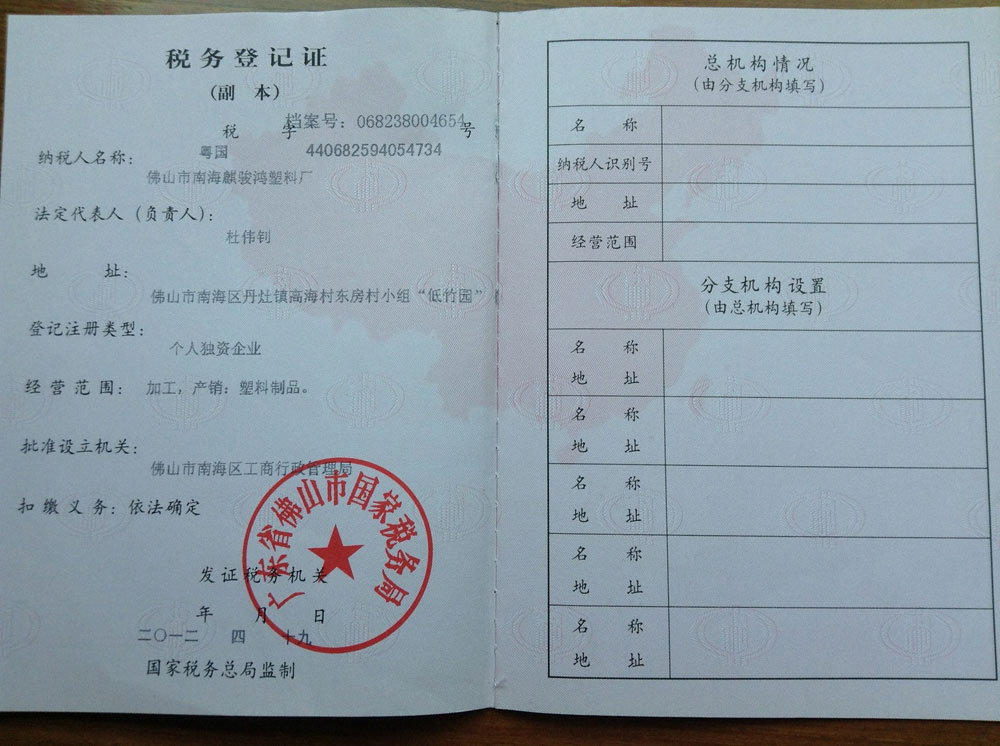 税务登记证
(副 本)
档案号：068238004654
税 字 号
粤国 440682594054734
纳税人名称：
佛山市南海麒骏鸿塑料厂
法定代表人（负责人）：
杜伟钊
地 址：
佛山市南海区丹灶镇高海村东房村小组“低竹园”
登记注册类型：
个人独资企业
经营范围：加工，产销：塑料制品。
批准设立机关：
佛山市南海区工商行政管理局
扣缴义务：依法确定
广东省佛山市国家税务局
发证税务机关
年 月 日
二〇一二 四 十九
国家税务总局监制
总机构情况
（由分支机构填写）
名 称
纳税人识别号
地 址
经营范围
分支机构设置
（由总机构填写）
名 称
地 址
名 称
地 址
名 称
地 址
名 称
地 址
名 称
地 址